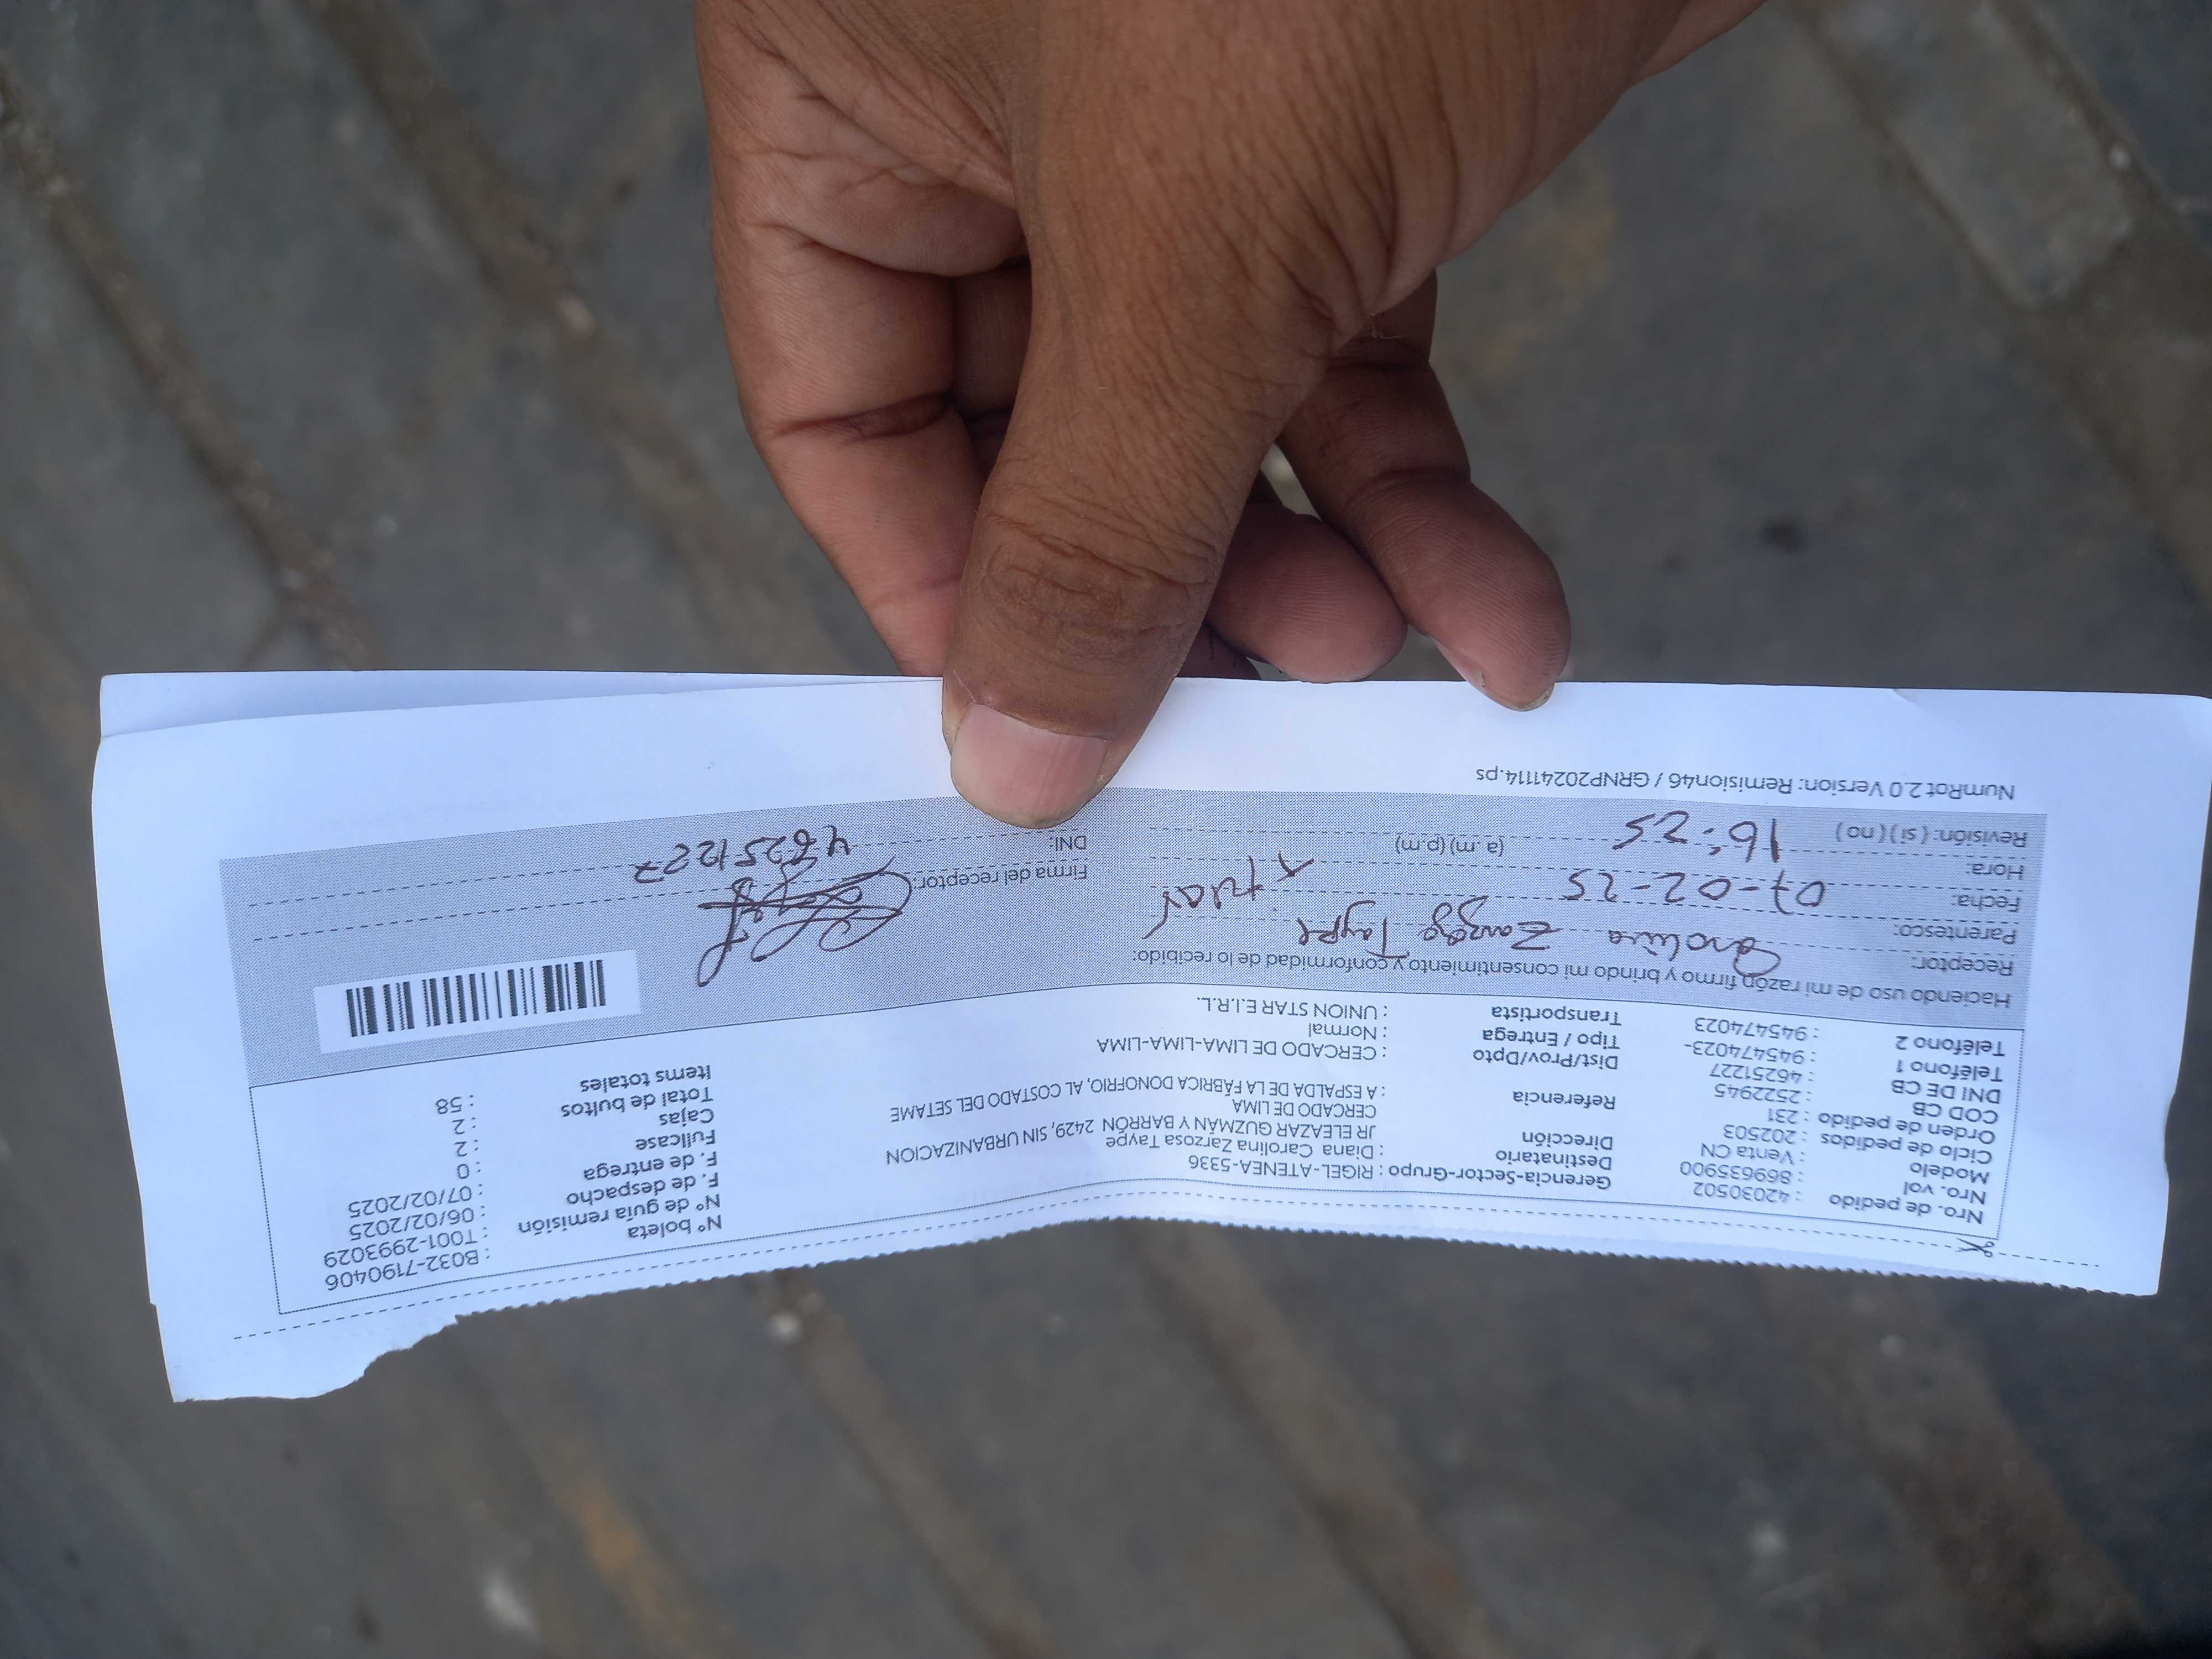 Nro. de pedido : 42030502
Nro. vol : 869635900
Modelo : Venta CN
Ciclo de pedidos : 202503
Orden de pedido : 231
COD CB : 2522945
DNI DE CB : 46251227
Teléfono 1 : 945474023-
Teléfono 2 : 945474023
Gerencia-Sector-Grupo : RIGEL-ATENEA-5336
Destinatario : Diana Carolina Zarzosa Taype
Dirección JR ELEAZAR GUZMÁN Y BARRÓN 2429, SIN URBANIZACION
CERCADO DE LIMA
Referencia : A ESPALDA DE LA FÁBRICA DONOFRIO, AL COSTADO DEL SETAME
Dist/Prov/Dpto : CERCADO DE LIMA-LIMA-LIMA
Tipo / Entrega : Normal
Transportista : UNION STAR E.I.R.L.
Nº boleta : B032-7190406
Nº de guía remisión : T001-2993029
F. de despacho : 06/02/2025
F. de entrega : 07/02/2025
Fullcase : 0
Cajas : 2
Total de bultos : 2
Items totales : 58
Haciendo uso de mi razón firmo y brindo mi consentimiento y conformidad de lo recibido:
Receptor: Carolina Taype
Parentesco:
Fecha: 07-02-25
Hora: 16:25 (a.m) (p.m)
Revisión: ( si ) ( no )
Firma del receptor:
DNI: 46251227
NumRot 2.0 Version: Remision46 / GRNP20241114.ps